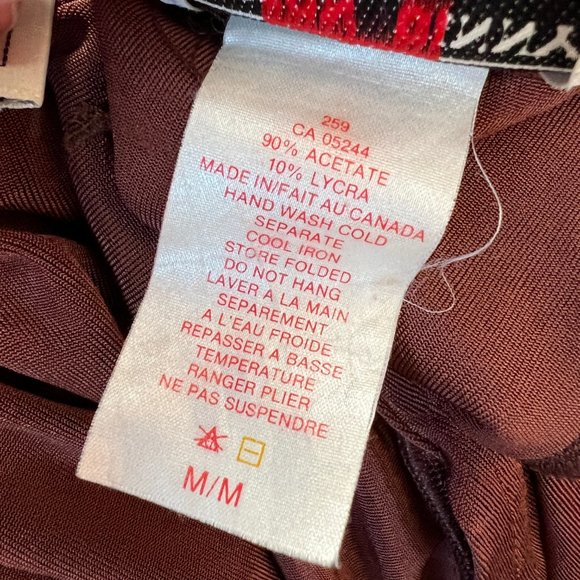 259
CA 05244
90% ACETATE
10% LYCRA
MADE IN/FAIT AU CANADA
HAND WASH COLD
SEPARATE
COOL IRON
STORE FOLDED
DO NOT HANG
LAVER A LA MAIN
SEPAREMENT
A L'EAU FROIDE
REPASSER A BASSE
TEMPERATURE
RANGER PLIER
NE PAS SUSPENDRE
M/M